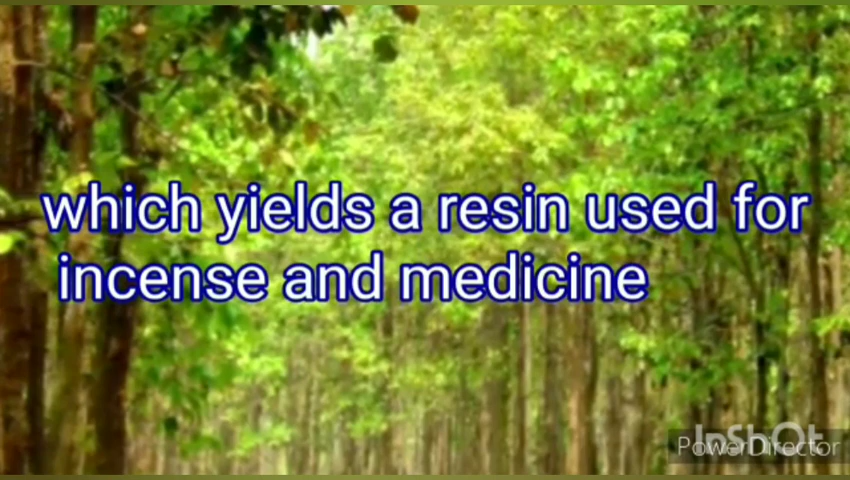 which yields a resin used for
incense and medicine
InShOt
PowerDirector